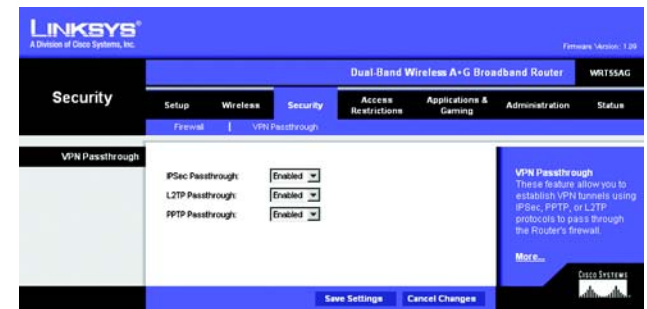 LINKSYS®
A Division of Cisco Systems, Inc.
Firmware Version: 1.09
Dual-Band Wireless A+G Broadband Router
WRT55AG
Security
Setup
Wireless
Security
Access Restrictions
Applications & Gaming
Administration
Status
Firewall | VPN Passthrough
VPN Passthrough
IPSec Passthrough: Enabled
L2TP Passthrough: Enabled
PPTP Passthrough: Enabled
VPN Passthrough
These feature allow you to
establish VPN tunnels using
IPSec, PPTP, or L2TP
protocols to pass through
the Router's firewall.
More...
CISCO SYSTEMS
Save Settings
Cancel Changes